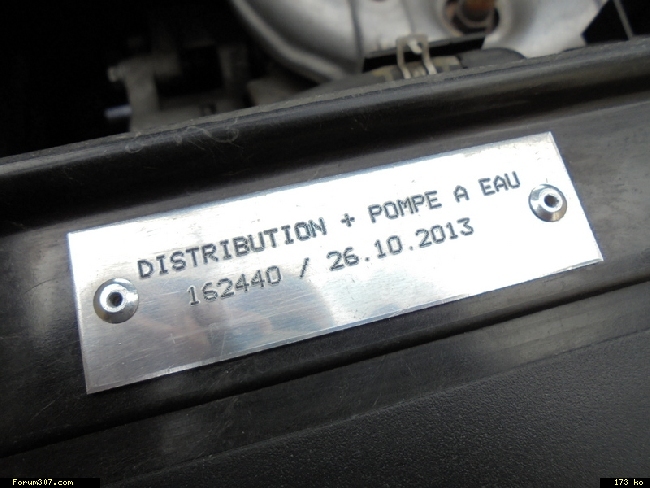 DISTRIBUTION + POMPE A EAU
162440 / 26.10.2013
Forum307.com
173 ko